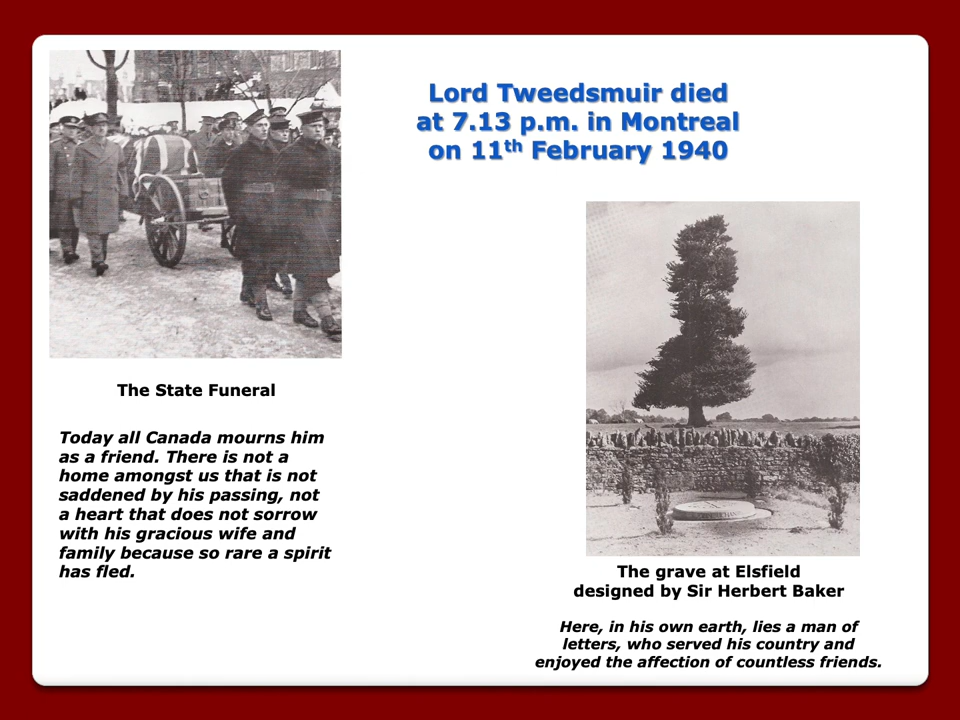 Lord Tweedsmuir died
at 7.13 p.m. in Montreal
on 11th February 1940
The State Funeral
Today all Canada mourns him
as a friend. There is not a
home amongst us that is not
saddened by his passing, not
a heart that does not sorrow
with his gracious wife and
family because so rare a spirit
has fled.
The grave at Elsfield
designed by Sir Herbert Baker
Here, in his own earth, lies a man of
letters, who served his country and
enjoyed the affection of countless friends.